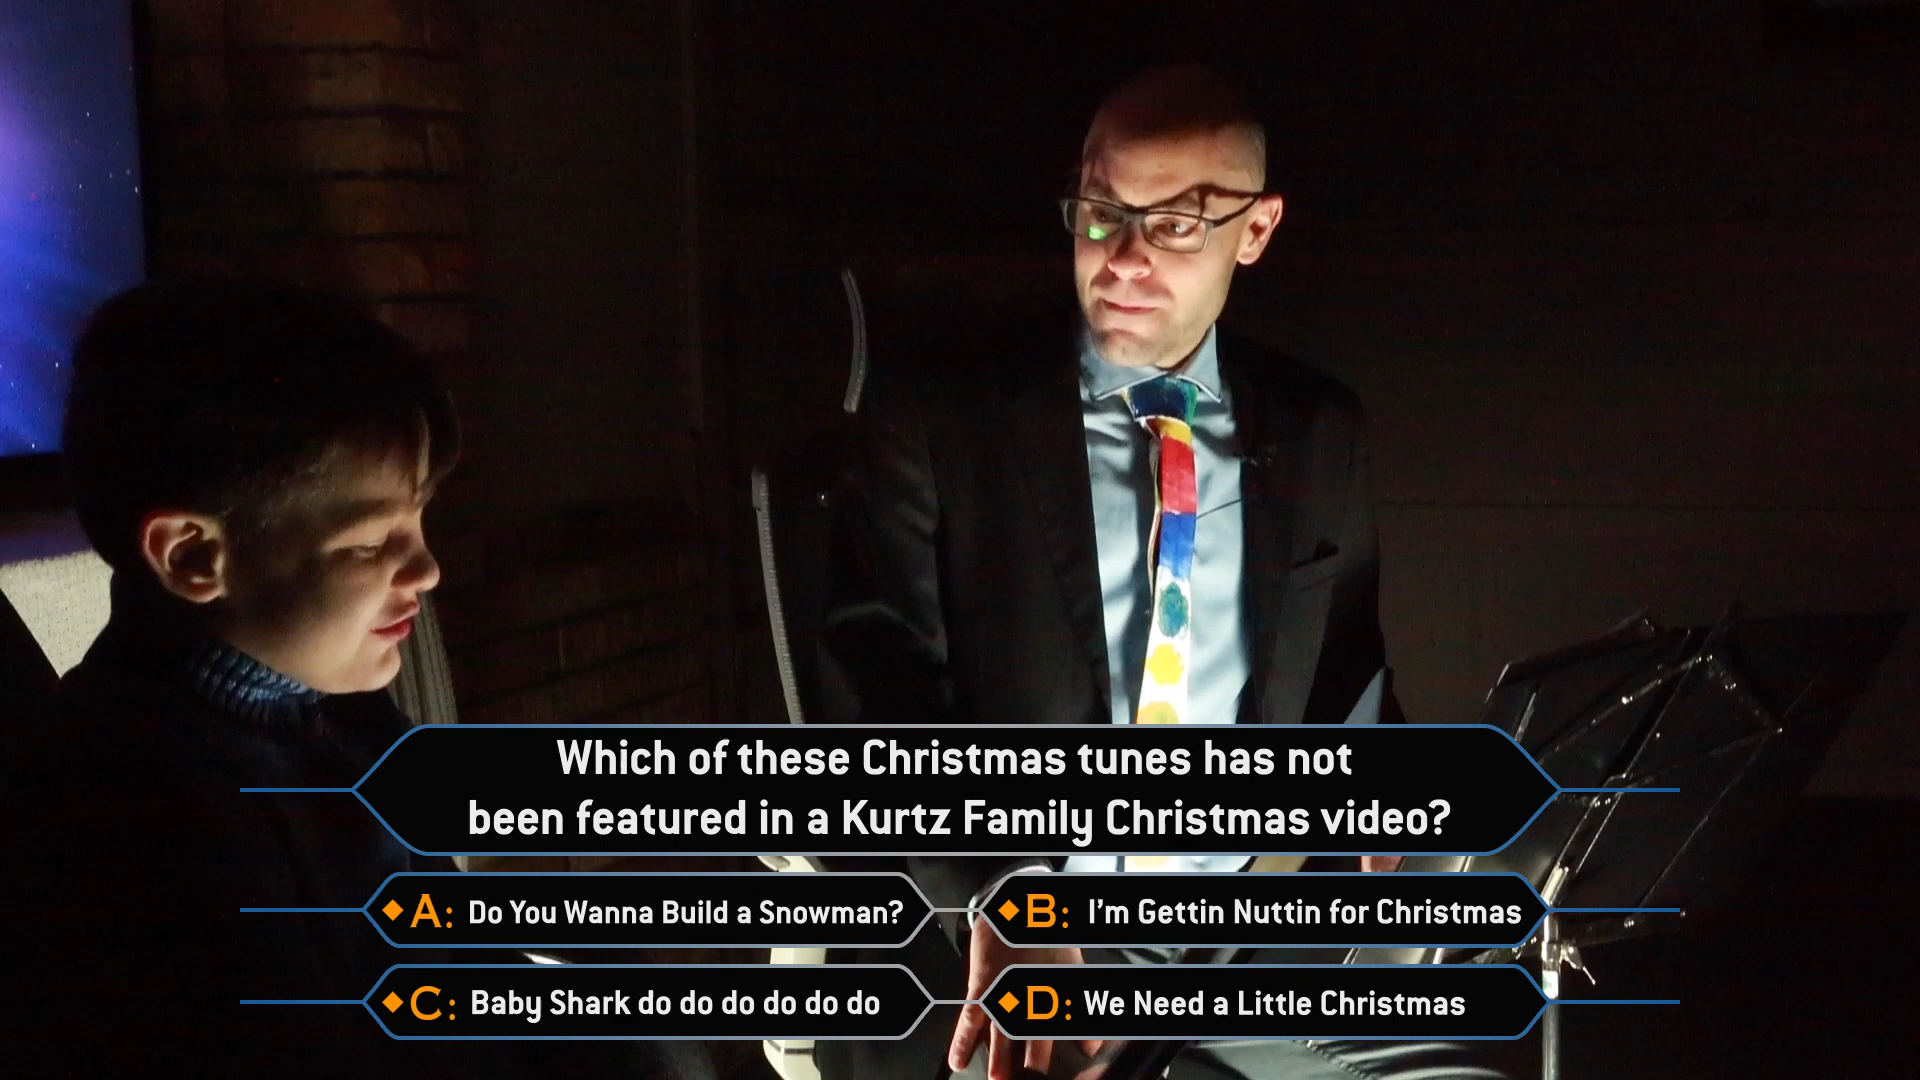 Which of these Christmas tunes has not
been featured in a Kurtz Family Christmas video?
A: Do You Wanna Build a Snowman?
B: I'm Gettin Nuttin for Christmas
C: Baby Shark do do do do do do
D: We Need a Little Christmas